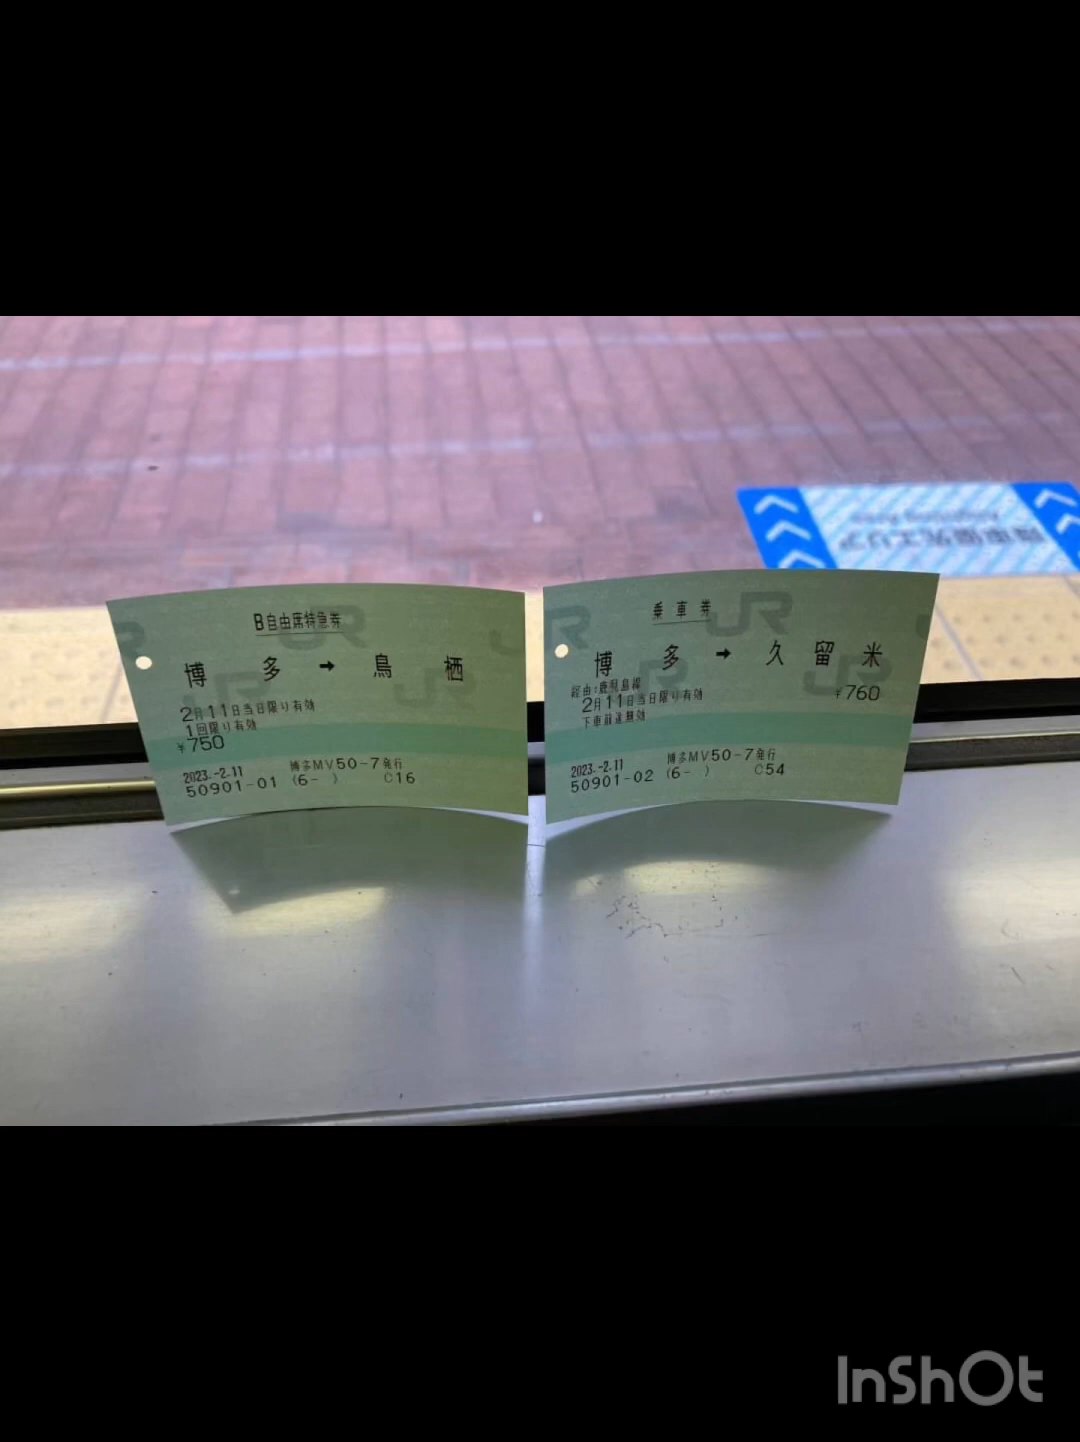 B自由席特急券
博多→鳥栖
2月11日当日限り有効
1回限り有効
¥750
2023.-2.11 博多MV50-7発行
50901-01 (6- ) C16
乗車券
博多→久留米
経由:鹿児島線
¥760
2月11日当日限り有効
下車前途無効
2023.-2.11 博多MV50-7発行
50901-02 (6- ) C54
JR
InShOt